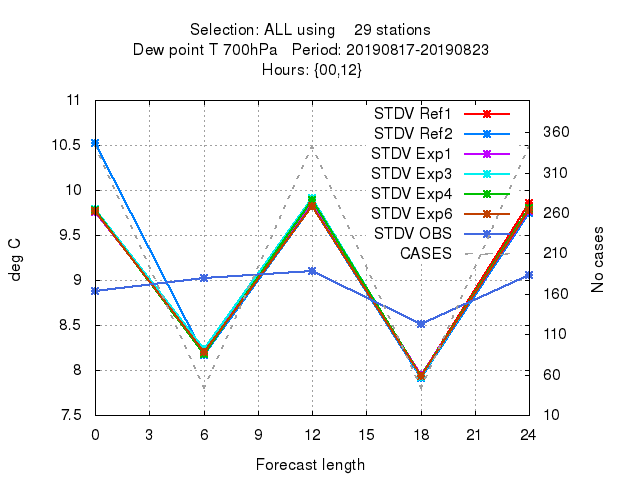 Selection: ALL using 29 stations
Dew point T 700hPa Period: 20190817-20190823
Hours: {00,12}
11
10.5
10
9.5
9
8.5
8
7.5
deg C
STDV Ref1
STDV Ref2
STDV Exp1
STDV Exp3
STDV Exp4
STDV Exp6
STDV OBS
CASES
360
310
260
210
160
110
60
10
No cases
0 3 6 9 12 15 18 21 24
Forecast length